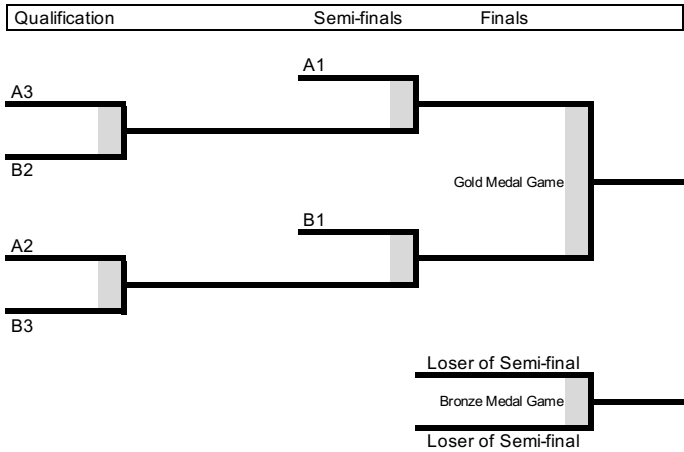 Qualification Semi-finals Finals
A1
A3
B2
Gold Medal Game
B1
A2
B3
Loser of Semi-final
Bronze Medal Game
Loser of Semi-final